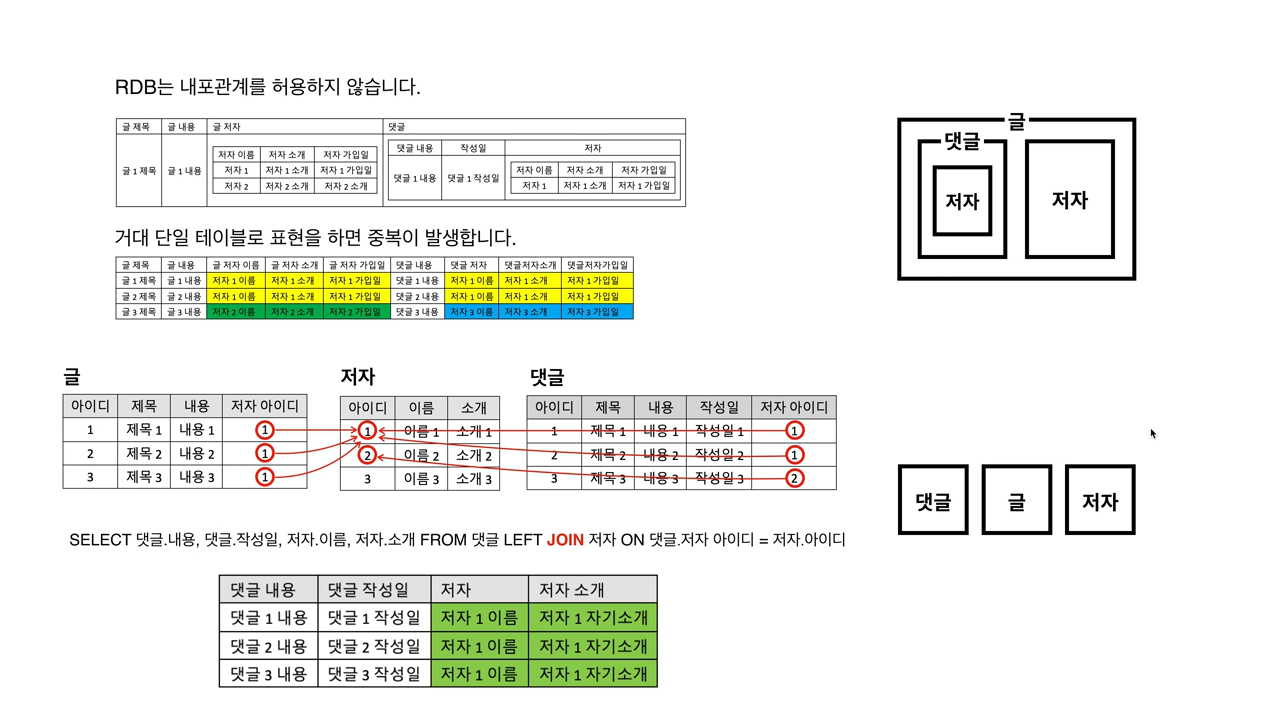 RDB는 내포관계를 허용하지 않습니다.
글 제목 글 내용 글 저자 댓글
저자 이름 저자 소개 저자 가입일
저자 1 저자 1 소개 저자 1 가입일
저자 2 저자 2 소개 저자 2 소개
글 1 제목 글 1 내용
댓글 내용 작성일 저자
댓글 1 내용 댓글 1 작성일
저자 이름 저자 소개 저자 가입일
저자 1 저자 1 소개 저자 1 가입일
글
댓글
저자
저자
거대 단일 테이블로 표현을 하면 중복이 발생합니다.
글 제목 글 내용 글 저자 이름 글 저자 소개 글 저자 가입일 댓글 내용 댓글 저자 댓글저자소개 댓글저자가입일
글 1 제목 글 1 내용 저자 1 이름 저자 1 소개 저자 1 가입일 댓글 1 내용 저자 1 이름 저자 1 소개 저자 1 가입일
글 2 제목 글 2 내용 저자 1 이름 저자 1 소개 저자 1 가입일 댓글 2 내용 저자 1 이름 저자 1 소개 저자 1 가입일
글 3 제목 글 3 내용 저자 2 이름 저자 2 소개 저자 2 가입일 댓글 3 내용 저자 3 이름 저자 3 소개 저자 3 가입일
글
아이디 제목 내용 저자 아이디
1 제목 1 내용 1 1
2 제목 2 내용 2 1
3 제목 3 내용 3 1
저자
아이디 이름 소개
1 이름 1 소개 1
2 이름 2 소개 2
3 이름 3 소개 3
댓글
아이디 제목 내용 작성일 저자 아이디
1 제목 1 내용 1 작성일 1 1
2 제목 2 내용 2 작성일 2 1
3 제목 3 내용 3 작성일 3 2
댓글 글 저자
SELECT 댓글.내용, 댓글.작성일, 저자.이름, 저자.소개 FROM 댓글 LEFT JOIN 저자 ON 댓글.저자 아이디 = 저자.아이디
댓글 내용 댓글 작성일 저자 저자 소개
댓글 1 내용 댓글 1 작성일 저자 1 이름 저자 1 자기소개
댓글 2 내용 댓글 2 작성일 저자 1 이름 저자 1 자기소개
댓글 3 내용 댓글 3 작성일 저자 1 이름 저자 1 자기소개